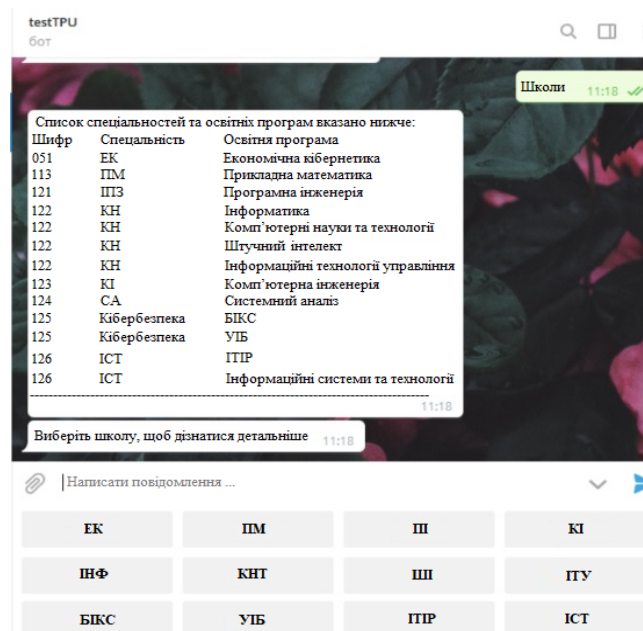 testTPU
бот
Школи 11:18
Список спеціальностей та освітніх програм вказано нижче:
Шифр Спецальність Освітня програма
051 ЕК Економічна кібернетика
113 ПМ Прикладна математика
121 ІПЗ Програмна інженерія
122 КН Інформатика
122 КН Комп’ютерні науки та технології
122 КН Штучний інтелект
122 КН Інформаційні технології управління
123 КІ Комп’ютерна інженерія
124 СА Системний аналіз
125 Кібербезпека БІКС
125 Кібербезпека УІБ
126 ІСТ ІТІР
126 ІСТ Інформаційні системи та технології
11:18
Виберіть школу, щоб дізнатися детальніше 11:18
Написати повідомлення ...
ЕК ПМ ПІ КІ
ІНФ КНТ ШІ ІТУ
БІКС УІБ ІТІР ІСТ